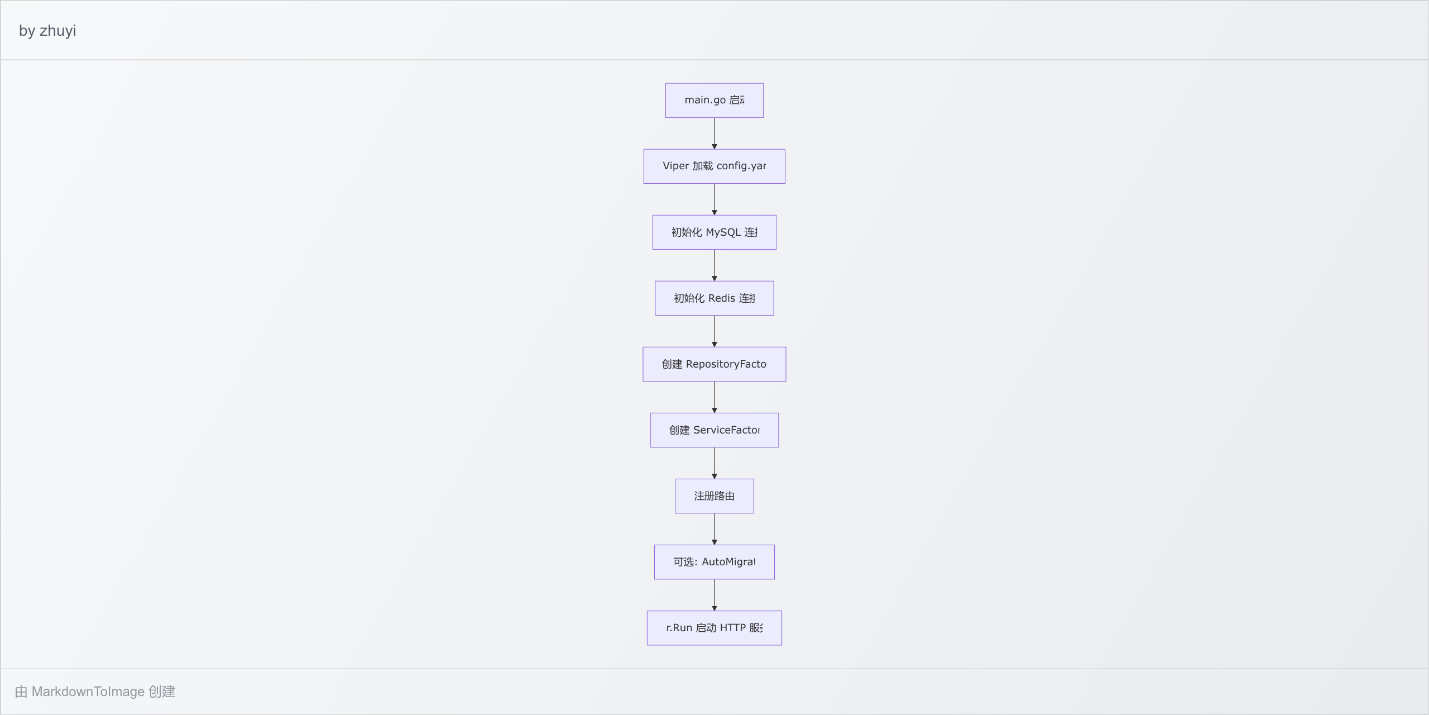 by zhuyi
main.go 启
Viper 加载 config.ya
初始化 MySQL 连
初始化 Redis 连接
创建 RepositoryFacto
创建 ServiceFacto
注册路由
可选: AutoMigra
r.Run 启动 HTTP 服
由 MarkdownToImage 创建